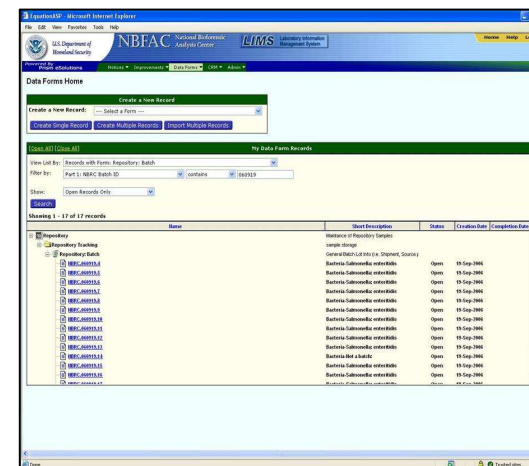 EquationASP - Microsoft Internet Explorer
File Edit View Favorites Tools Help
U.S. Department of
Homeland Security
NBFAC National Bioforensic
Analysis Center
LIMS Laboratory Information
Management System
Home Help
Powered By
Prism eSolutions
Notices Improvements Data Forms CRM Admin
Data Forms Home
Create a New Record
Create a New Record: --- Select a Form ---
Create Single Record Create Multiple Records Import Multiple Records
[Open All] [Close All] My Data Form Records
View List By: Records with Form: Repository: Batch
Filter by: Part 1: NBRC Batch ID contains 060919
Show: Open Records Only
Search
Showing 1 - 17 of 17 records
Name Short Description Status Creation Date Completion Date
Repository Maintance of Repository Samples
Repository Tracking sample storage
Repository: Batch General Batch Lot Info (i.e. Shipment, Source)
NBRC.060919.4 Bacteria-Salmonella: enteritidis Open 19-Sep-2006
NBRC.060919.5 Bacteria-Salmonella: enteritidis Open 19-Sep-2006
NBRC.060919.6 Bacteria-Salmonella: enteritidis Open 19-Sep-2006
NBRC.060919.7 Bacteria-Salmonella: enteritidis Open 19-Sep-2006
NBRC.060919.8 Bacteria-Salmonella: enteritidis Open 19-Sep-2006
NBRC.060919.9 Bacteria-Salmonella: enteritidis Open 19-Sep-2006
NBRC.060919.10 Bacteria-Salmonella: enteritidis Open 19-Sep-2006
NBRC.060919.11 Bacteria-Salmonella: enteritidis Open 19-Sep-2006
NBRC.060919.12 Bacteria-Salmonella: enteritidis Open 19-Sep-2006
NBRC.060919.13 Bacteria-Salmonella: enteritidis Open 19-Sep-2006
NBRC.060919.14 Bacteria-Not a batch: Open 19-Sep-2006
NBRC.060919.15 Bacteria-Salmonella: enteritidis Open 19-Sep-2006
NBRC.060919.16 Bacteria-Salmonella: enteritidis Open 19-Sep-2006
NBRC.060919.17 Bacteria-Salmonella: enteritidis Open 19-Sep-2006
Done Trusted sites